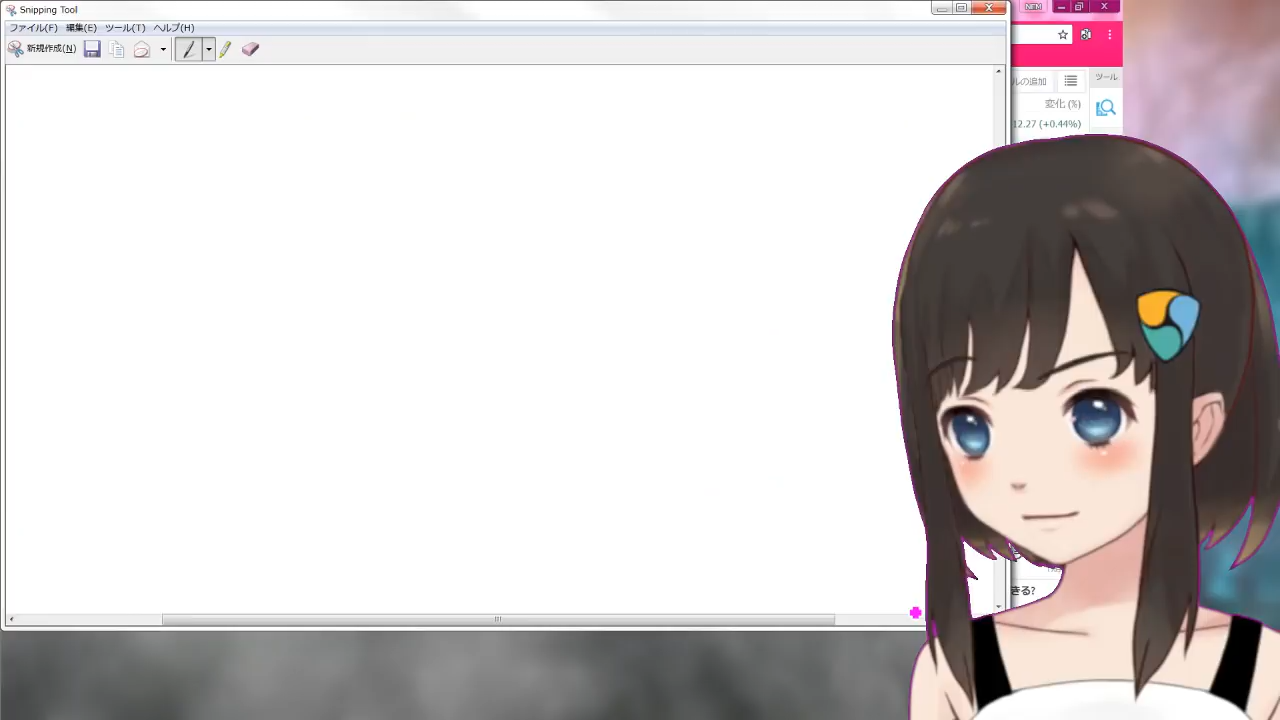 Snipping Tool
NEM
ファイル(F) 編集(E) ツール(T) ヘルプ(H)
新規作成(N)
ルの追加
ツール
変化 (%)
12.27 (+0.44%)
きる?